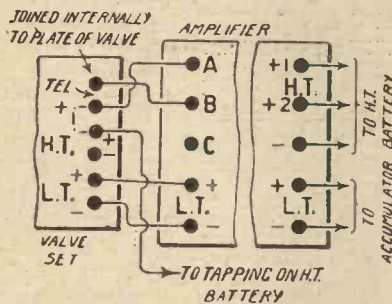 JOINED INTERNALLY
TO PLATE OF VALVE
TEL
+
-
H.T.
+
-
L.T.
+
-
VALVE
SET
AMPLIFIER
A
B
C
+
L.T.
-
+1
H.T.
+2
-
+
L.T.
-
TO H.T.
BATTERY
TO
ACCUMULATOR
TO TAPPING ON H.T.
BATTERY